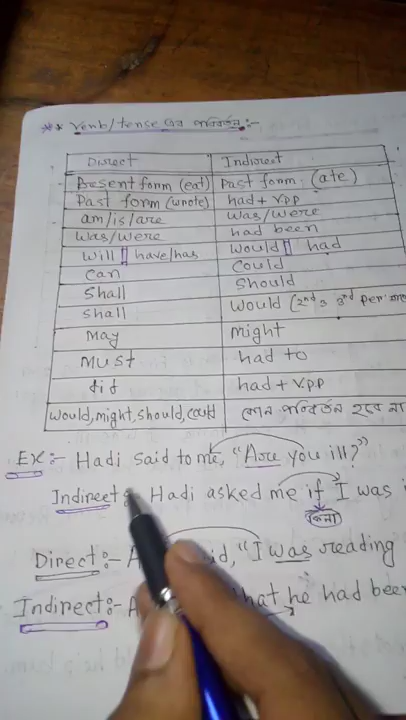 ** Verb/tense এর পরিবর্তন :-
Direct Indirect
Present form (eat) Past form (ate)
Past form (wrote) had + vpp
am/is/are was/were
was/were had been
will || have/has would || had
can could
shall should
shall would (2nd ও 3rd per
May might
Must had to
did had + vpp
would, might, should, could কোন পরিবর্তন হবে না
EX:- Hadi said to me, "Are you ill?"
Indirect:- Hadi asked me if I was
কিনা
Direct:- "I was reading
Indirect:- that he had been